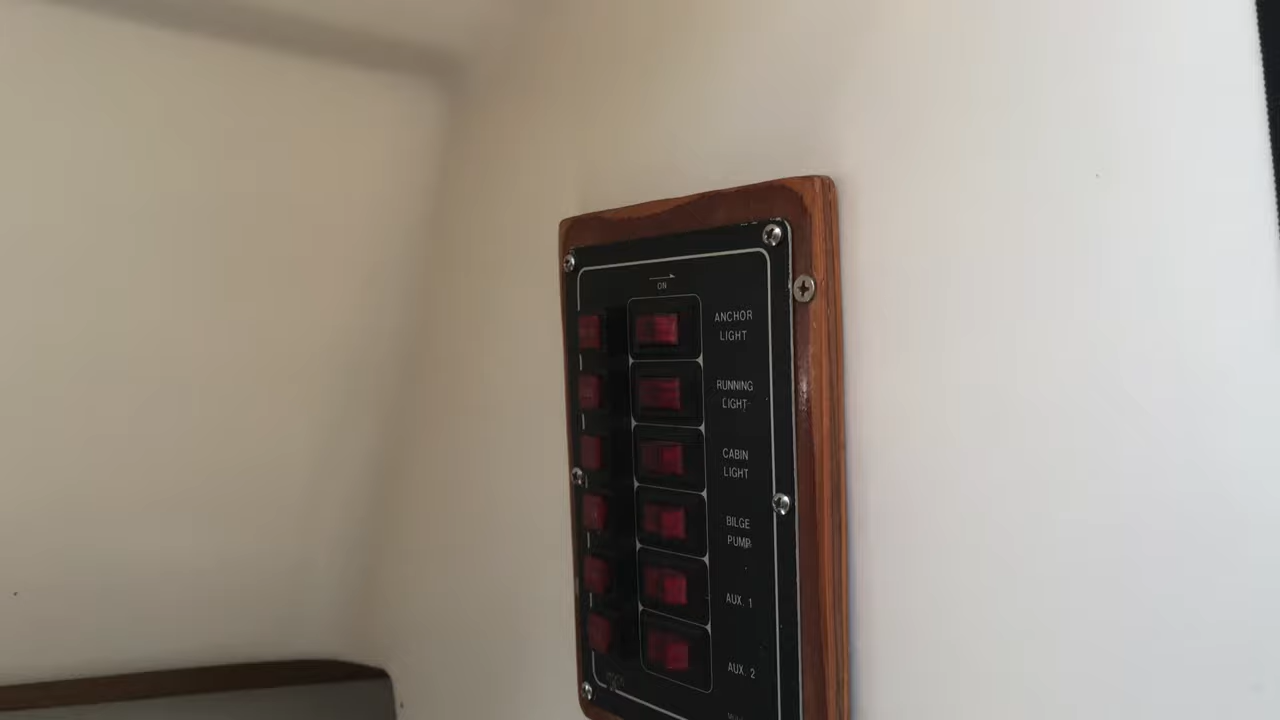 ON
ANCHOR
LIGHT
RUNNING
LIGHT
CABIN
LIGHT
BILGE
PUMP
AUX. 1
AUX. 2